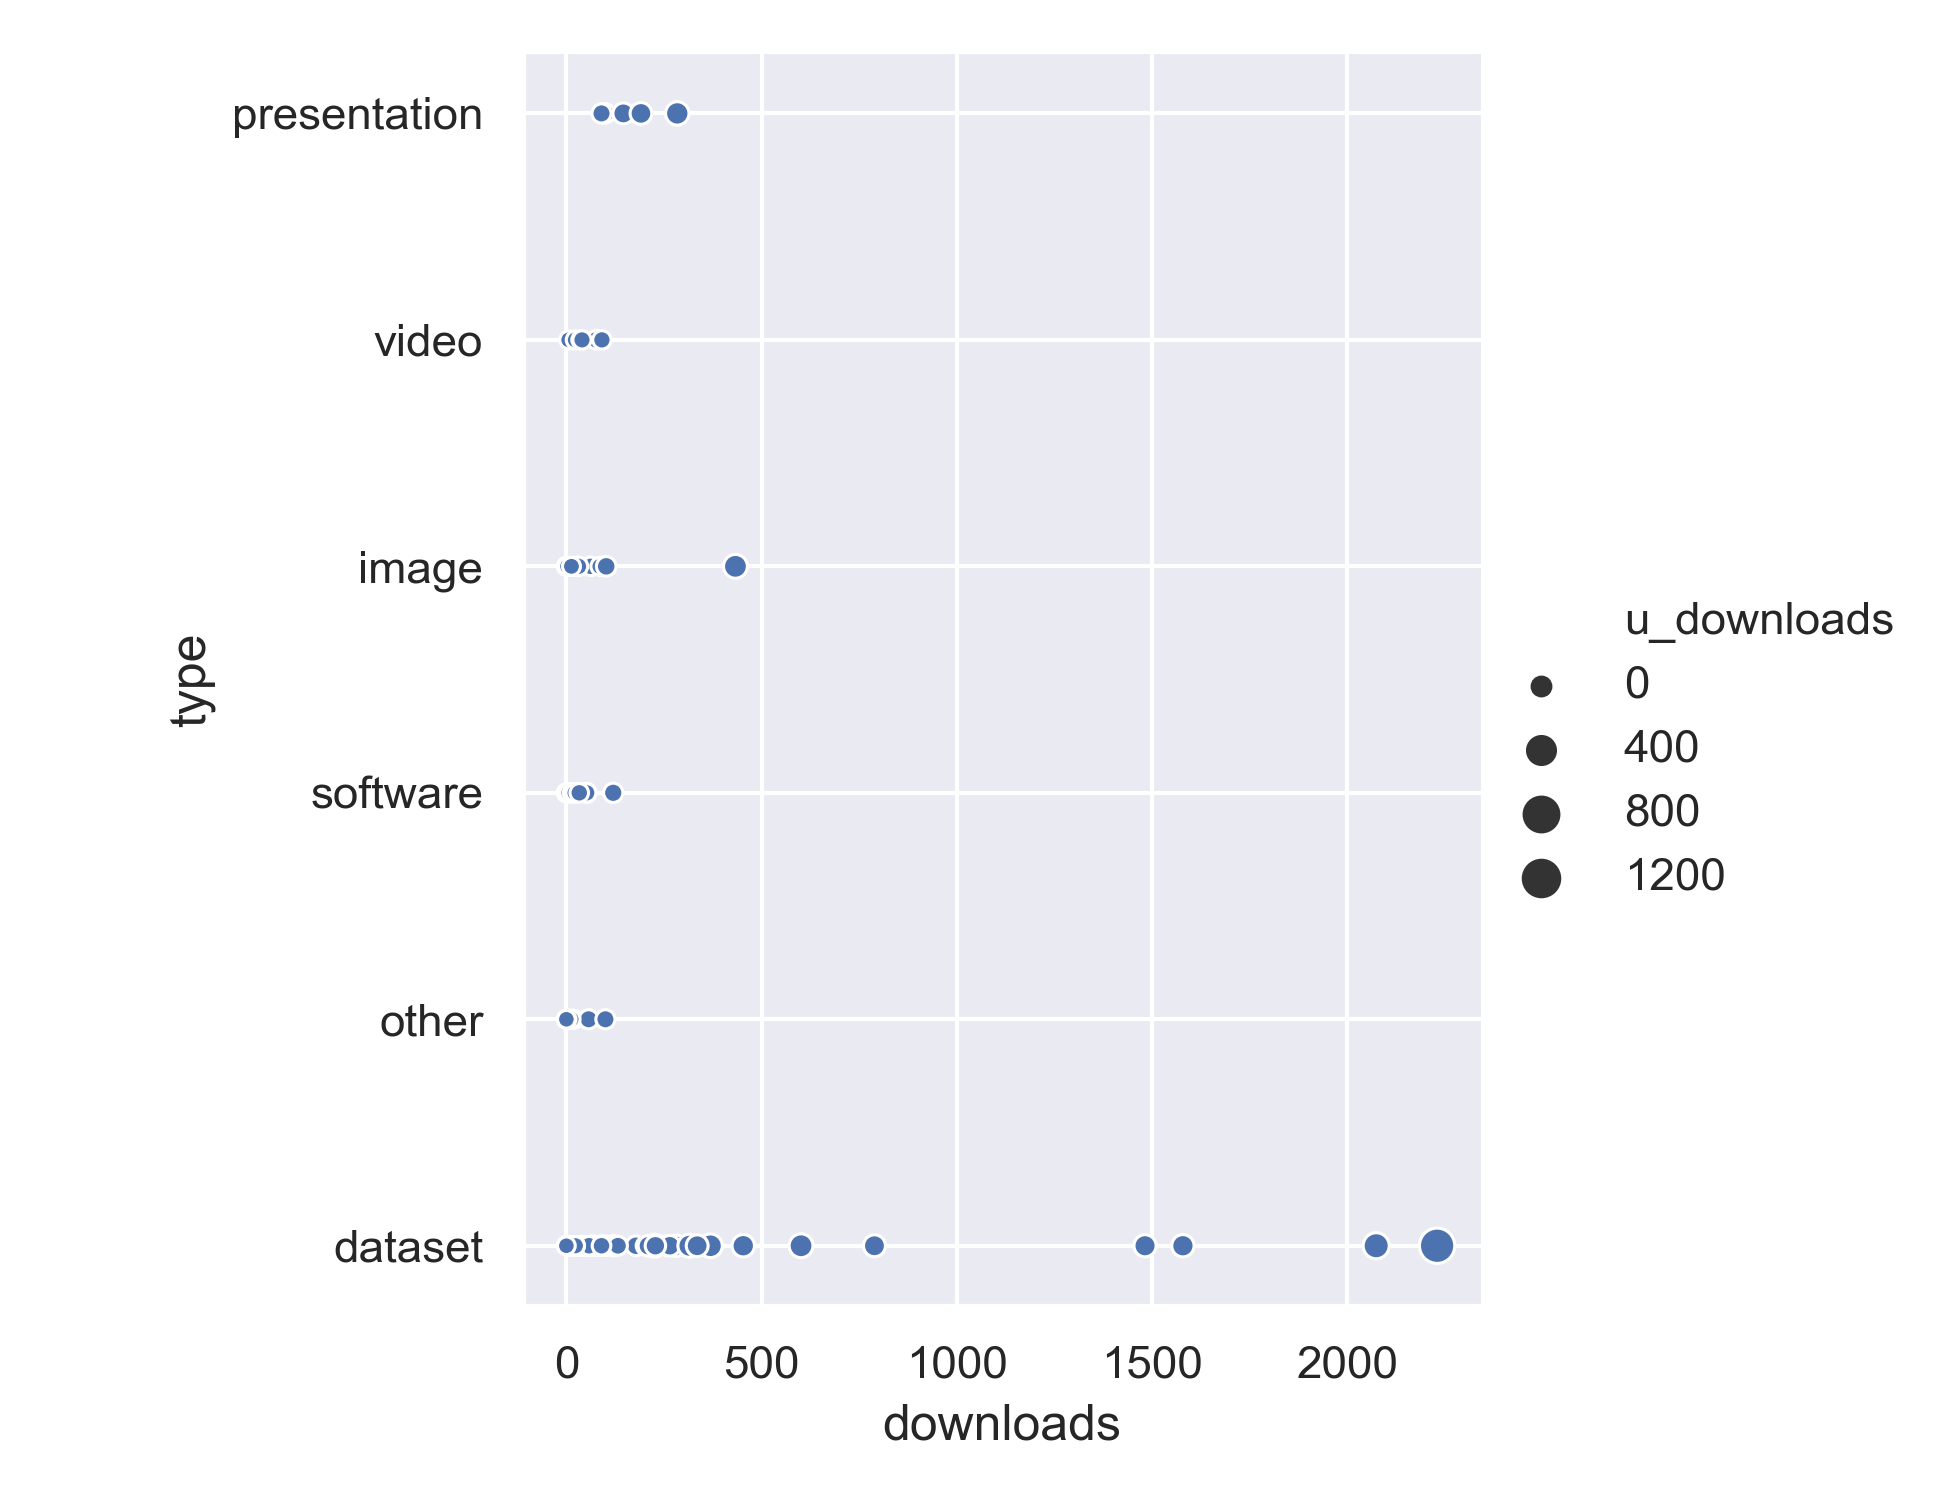 presentation
video
image
software
other
dataset
type
0
500
1000
1500
2000
downloads
u_downloads
0
400
800
1200